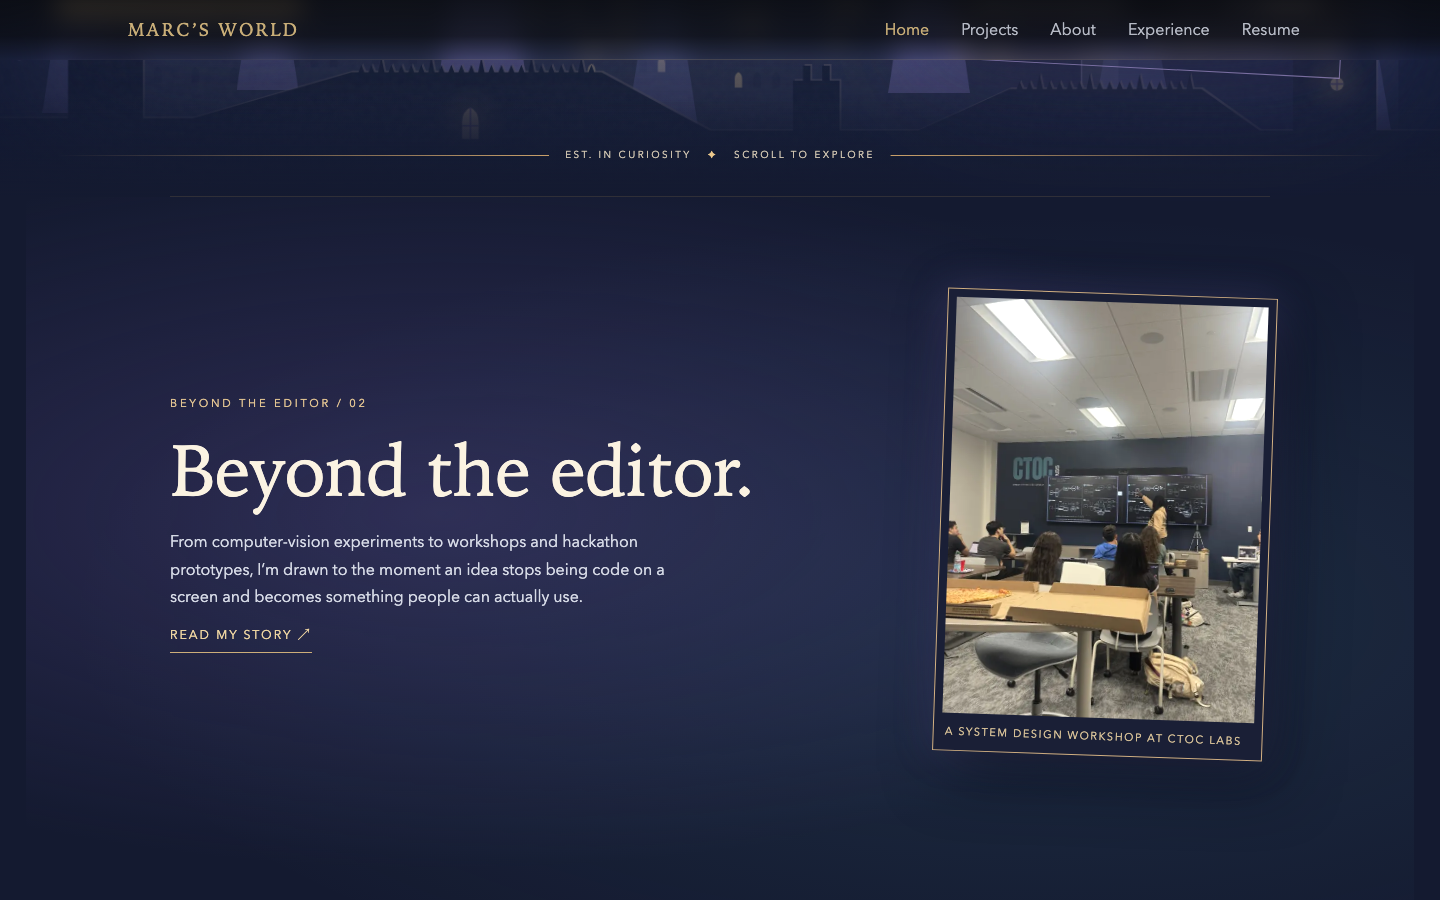 MARC’S WORLD
Home Projects About Experience Resume
EST. IN CURIOSITY ✦ SCROLL TO EXPLORE
BEYOND THE EDITOR / 02
Beyond the editor.
From computer-vision experiments to workshops and hackathon
prototypes, I’m drawn to the moment an idea stops being code on a
screen and becomes something people can actually use.
READ MY STORY ↗
CTOC
A SYSTEM DESIGN WORKSHOP AT CTOC LABS